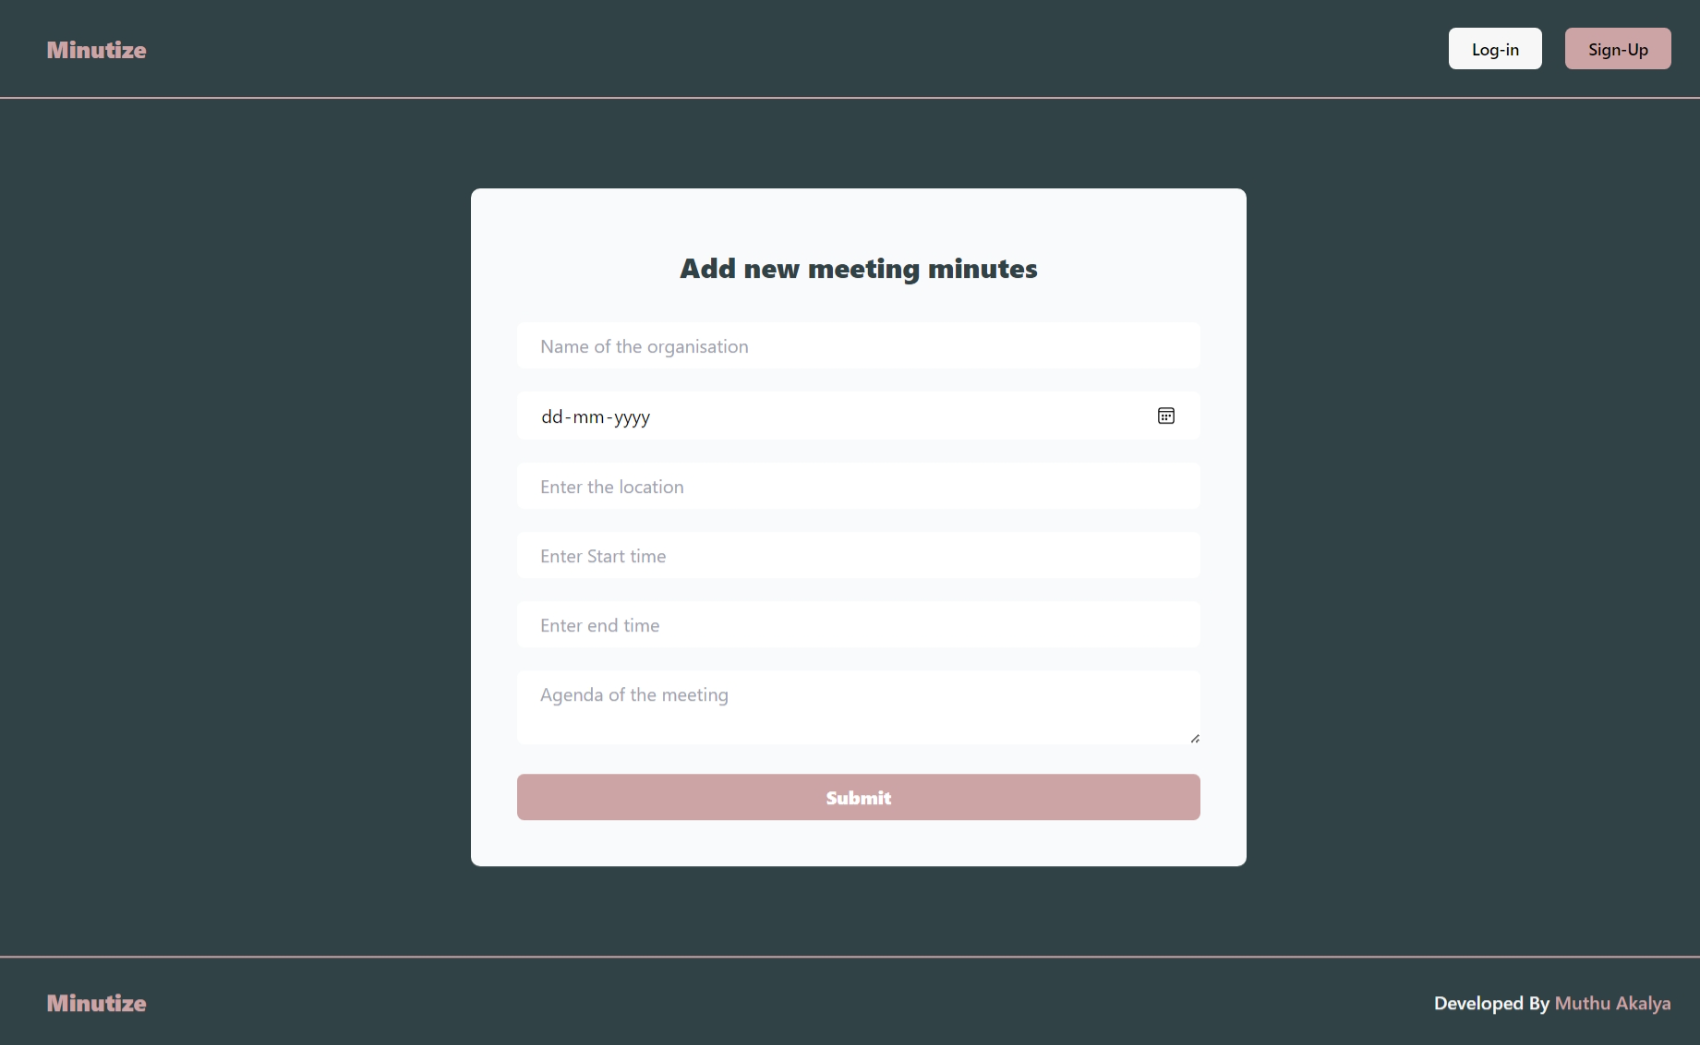 Minutize
Log-in
Sign-Up
Add new meeting minutes
Name of the organisation
dd-mm-yyyy
Enter the location
Enter Start time
Enter end time
Agenda of the meeting
Submit
Minutize
Developed By Muthu Akalya